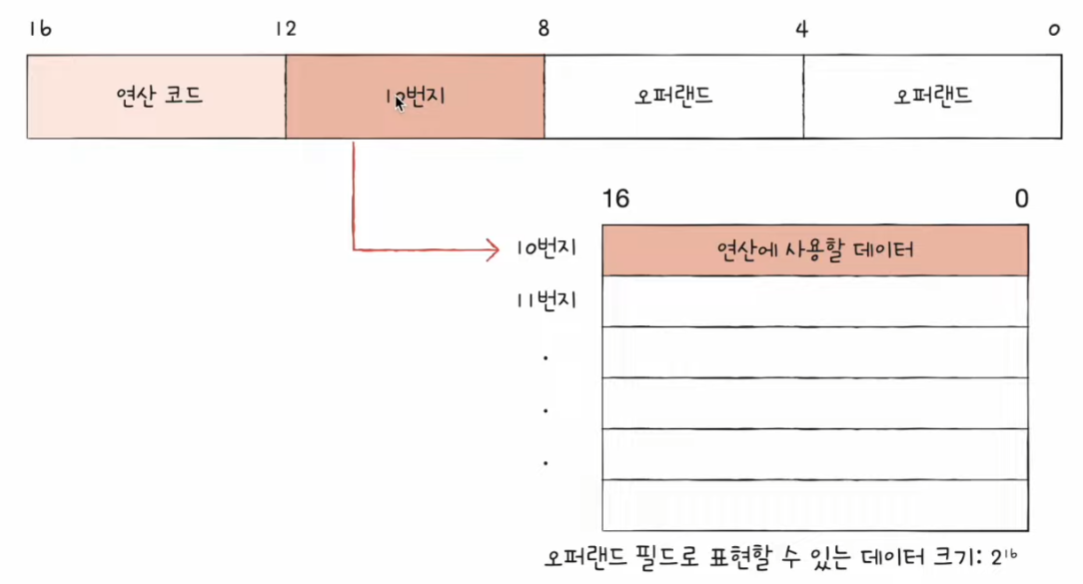 16 12 8 4 0
연산 코드 10번지 오퍼랜드 오퍼랜드
16 0
10번지 연산에 사용할 데이터
11번지
오퍼랜드 필드로 표현할 수 있는 데이터 크기: 2¹⁶